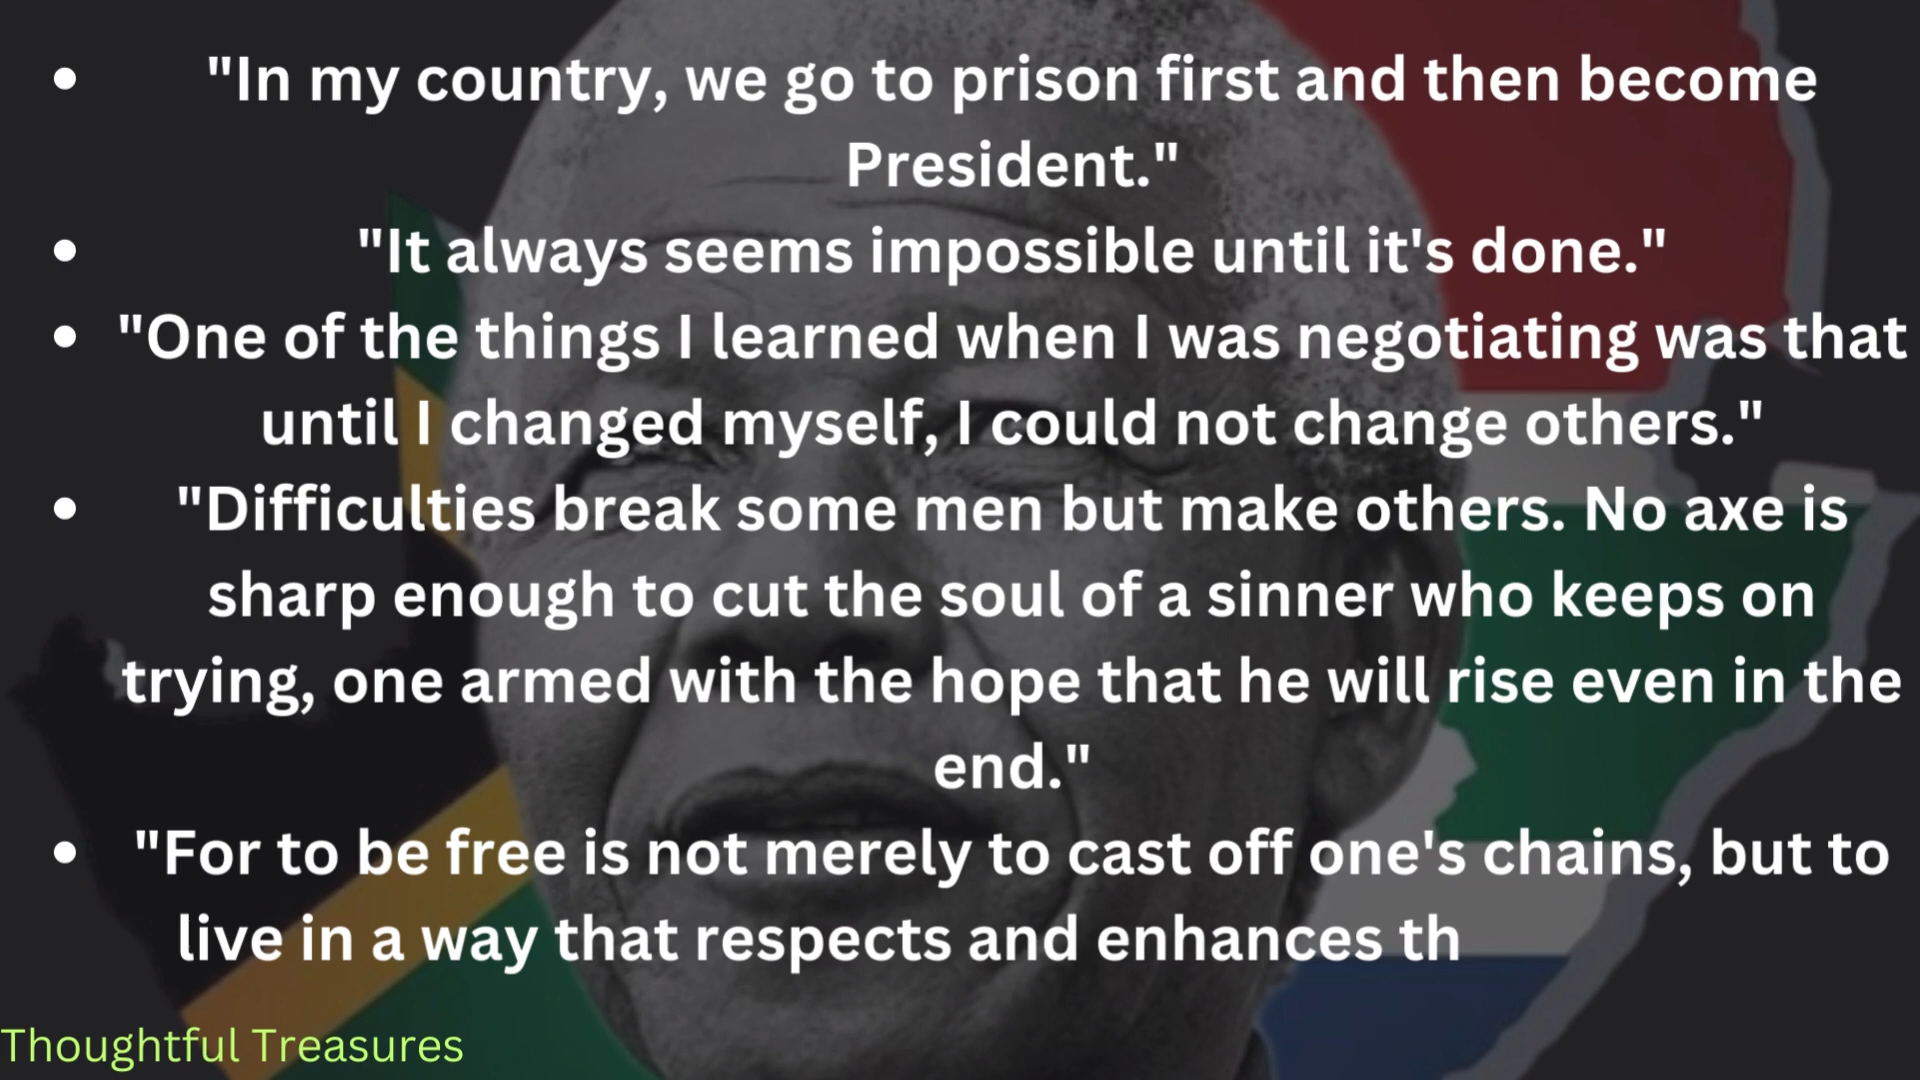 • "In my country, we go to prison first and then become
President."
• "It always seems impossible until it's done."
• "One of the things I learned when I was negotiating was that
until I changed myself, I could not change others."
• "Difficulties break some men but make others. No axe is
sharp enough to cut the soul of a sinner who keeps on
trying, one armed with the hope that he will rise even in the
end."
• "For to be free is not merely to cast off one's chains, but to
live in a way that respects and enhances th
Thoughtful Treasures